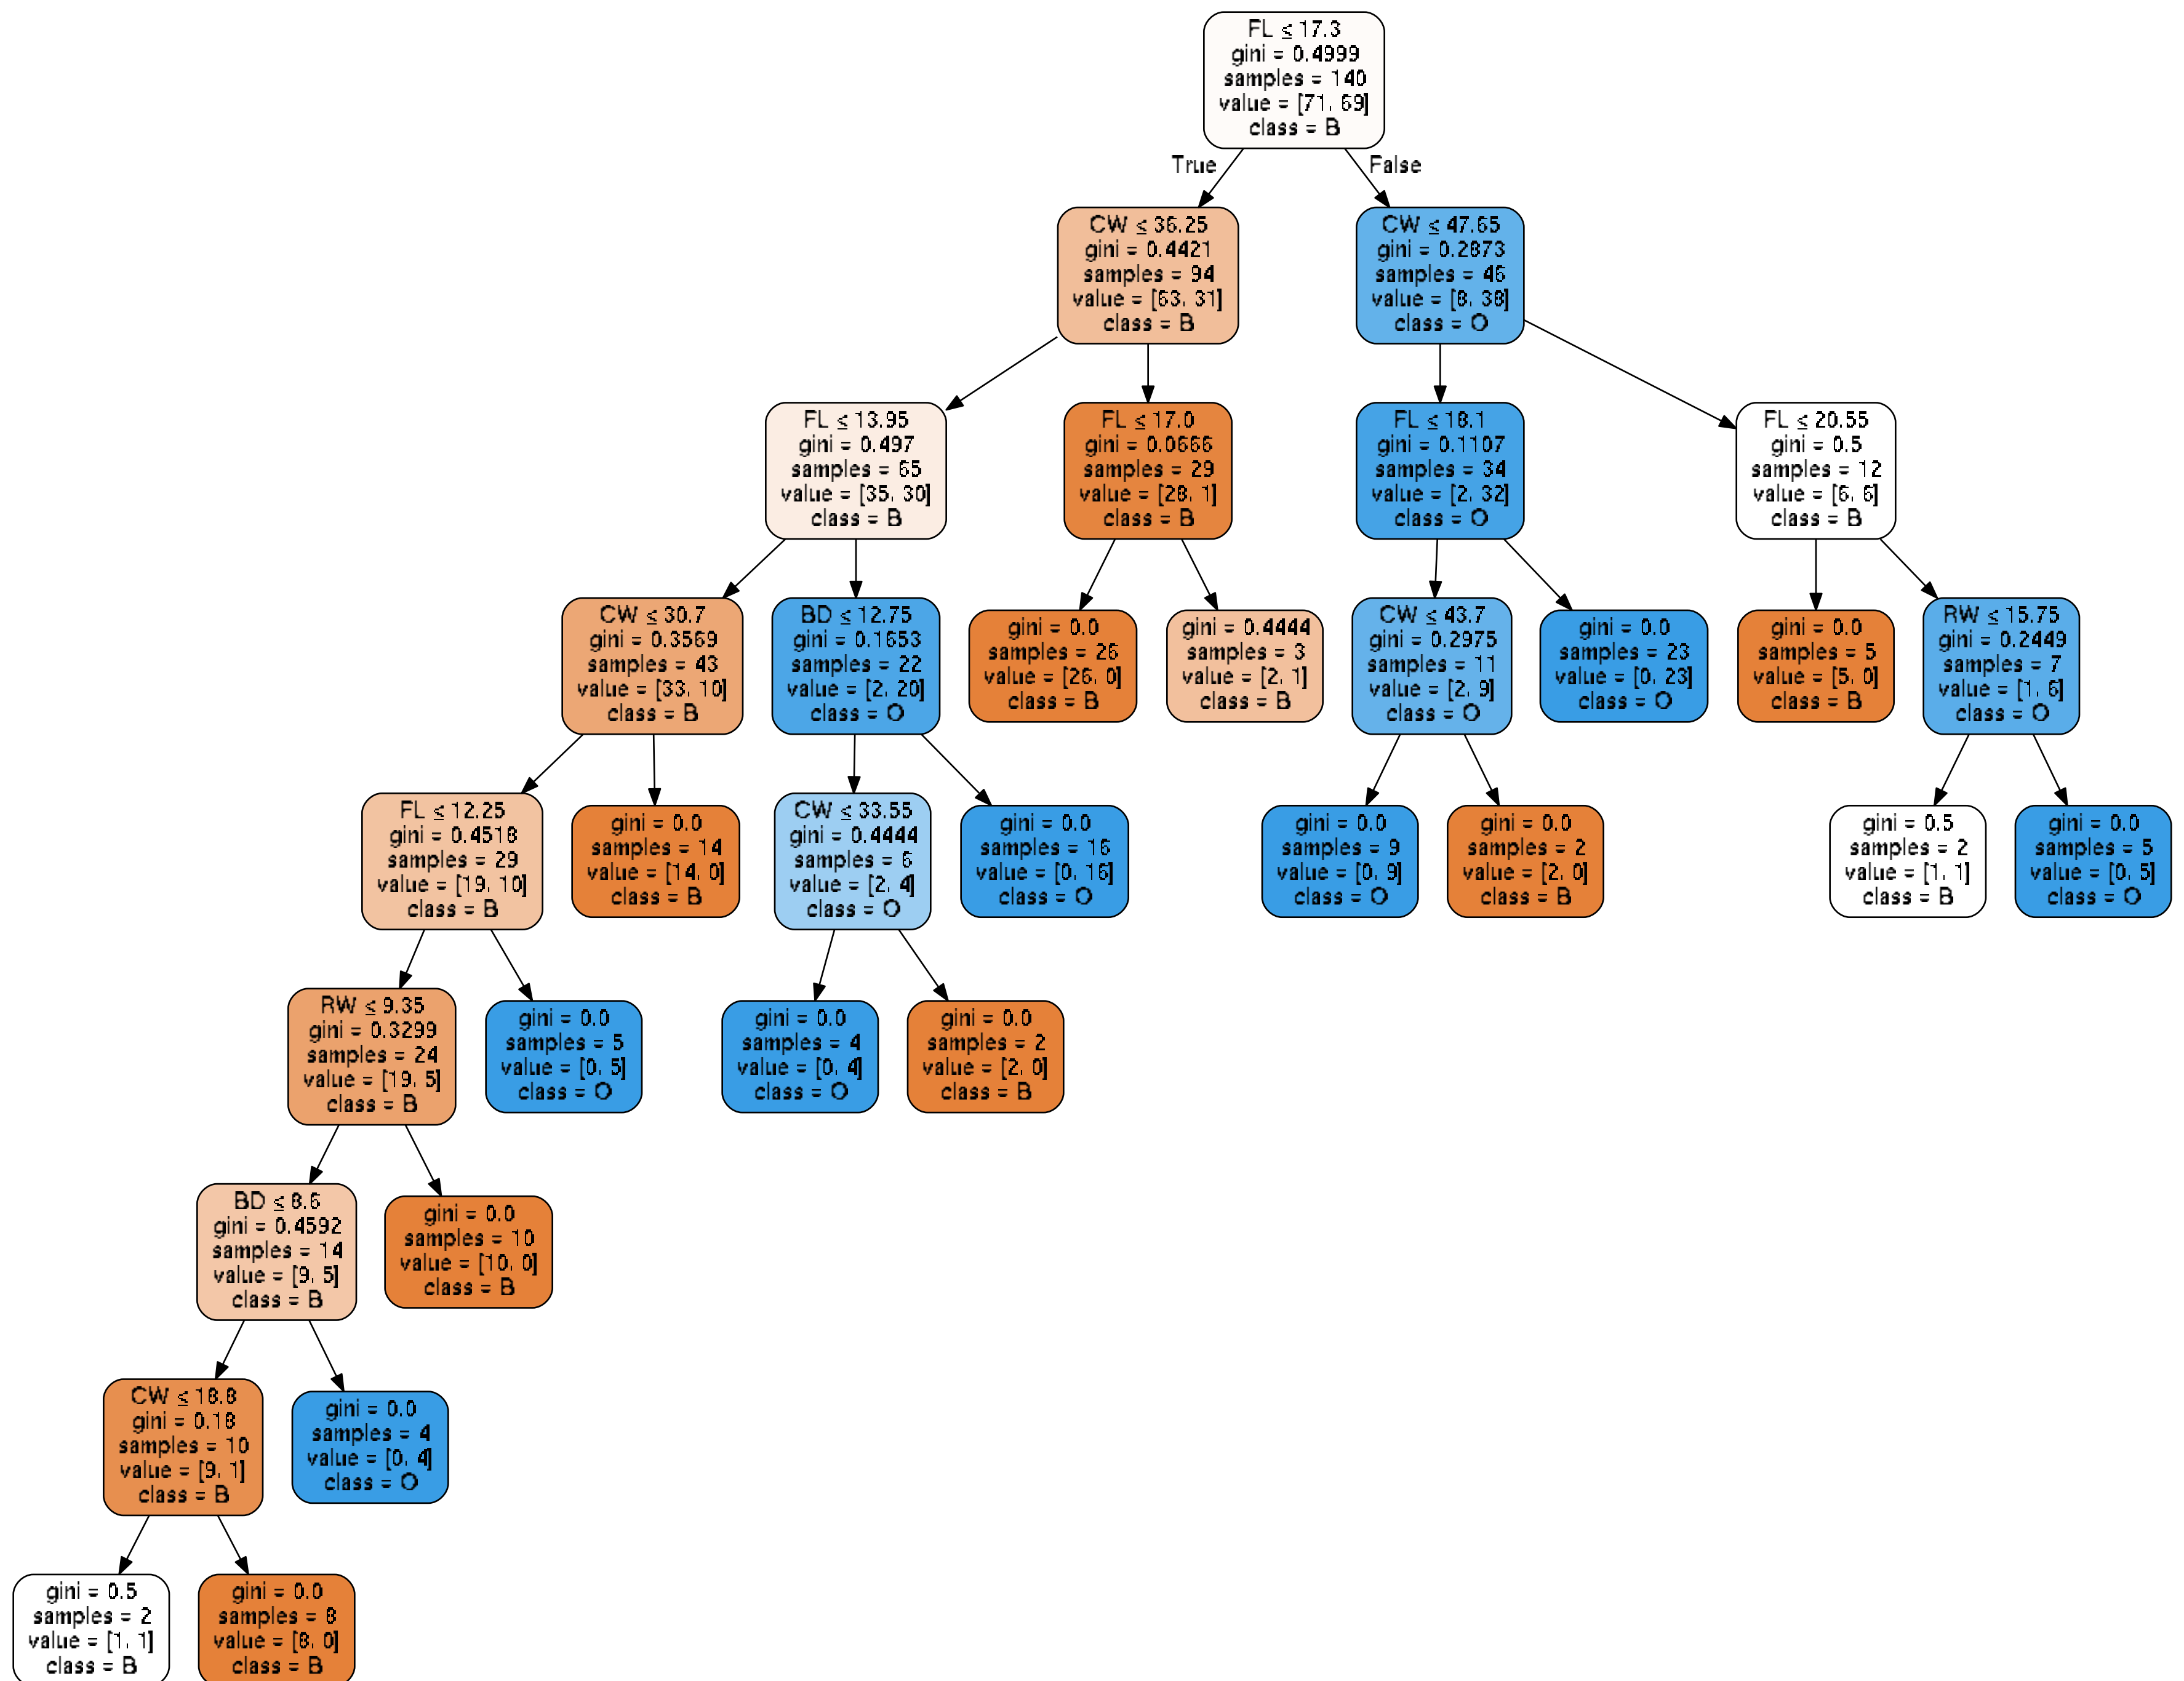 FL ≤ 17.3
gini = 0.4999
samples = 140
value = [71, 69]
class = B
True
False
CW ≤ 36.25
gini = 0.4421
samples = 94
value = [63, 31]
class = B
CW ≤ 47.65
gini = 0.2873
samples = 46
value = [8, 38]
class = O
FL ≤ 13.95
gini = 0.497
samples = 65
value = [35, 30]
class = B
FL ≤ 17.0
gini = 0.0666
samples = 29
value = [28, 1]
class = B
FL ≤ 18.1
gini = 0.1107
samples = 34
value = [2, 32]
class = O
FL ≤ 20.55
gini = 0.5
samples = 12
value = [6, 6]
class = B
CW ≤ 30.7
gini = 0.3569
samples = 43
value = [33, 10]
class = B
BD ≤ 12.75
gini = 0.1653
samples = 22
value = [2, 20]
class = O
gini = 0.0
samples = 26
value = [26, 0]
class = B
gini = 0.4444
samples = 3
value = [2, 1]
class = B
CW ≤ 43.7
gini = 0.2975
samples = 11
value = [2, 9]
class = O
gini = 0.0
samples = 23
value = [0, 23]
class = O
gini = 0.0
samples = 5
value = [5, 0]
class = B
RW ≤ 15.75
gini = 0.2449
samples = 7
value = [1, 6]
class = O
FL ≤ 12.25
gini = 0.4518
samples = 29
value = [19, 10]
class = B
gini = 0.0
samples = 14
value = [14, 0]
class = B
CW ≤ 33.55
gini = 0.4444
samples = 6
value = [2, 4]
class = O
gini = 0.0
samples = 16
value = [0, 16]
class = O
gini = 0.0
samples = 9
value = [0, 9]
class = O
gini = 0.0
samples = 2
value = [2, 0]
class = B
gini = 0.5
samples = 2
value = [1, 1]
class = B
gini = 0.0
samples = 5
value = [0, 5]
class = O
RW ≤ 9.35
gini = 0.3299
samples = 24
value = [19, 5]
class = B
gini = 0.0
samples = 5
value = [0, 5]
class = O
gini = 0.0
samples = 4
value = [0, 4]
class = O
gini = 0.0
samples = 2
value = [2, 0]
class = B
BD ≤ 8.6
gini = 0.4592
samples = 14
value = [9, 5]
class = B
gini = 0.0
samples = 10
value = [10, 0]
class = B
CW ≤ 18.8
gini = 0.18
samples = 10
value = [9, 1]
class = B
gini = 0.0
samples = 4
value = [0, 4]
class = O
gini = 0.5
samples = 2
value = [1, 1]
class = B
gini = 0.0
samples = 8
value = [8, 0]
class = B